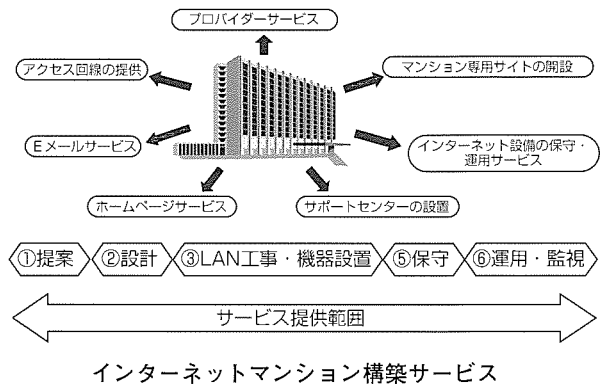 プロバイダーサービス
アクセス回線の提供
マンション専用サイトの開設
Eメールサービス
インターネット設備の保守・
運用サービス
ホームページサービス
サポートセンターの設置
①提案 ②設計 ③LAN工事・機器設置 ⑤保守 ⑥運用・監視
サービス提供範囲
インターネットマンション構築サービス